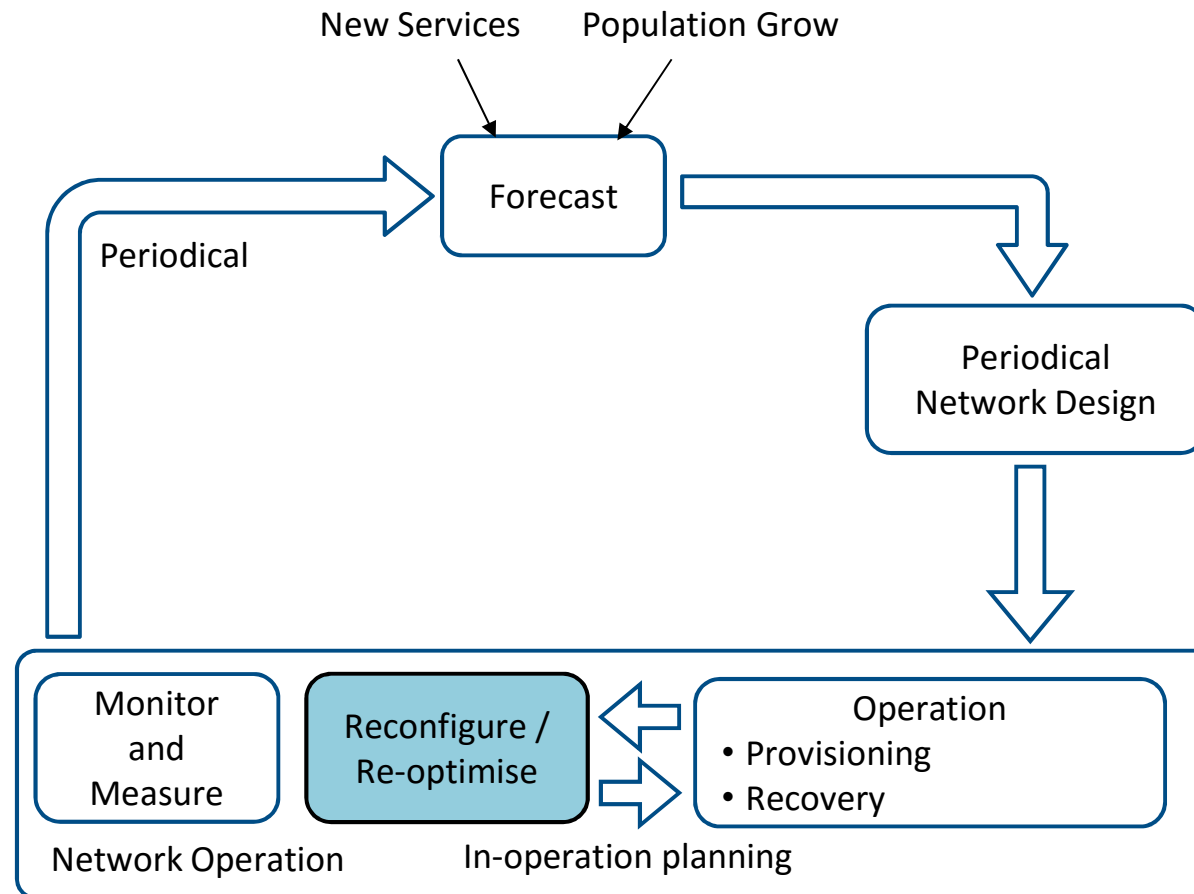 New Services
Population Grow
Forecast
Periodical
Periodical
Network Design
Monitor
and
Measure
Reconfigure /
Re-optimise
Operation
• Provisioning
• Recovery
Network Operation
In-operation planning